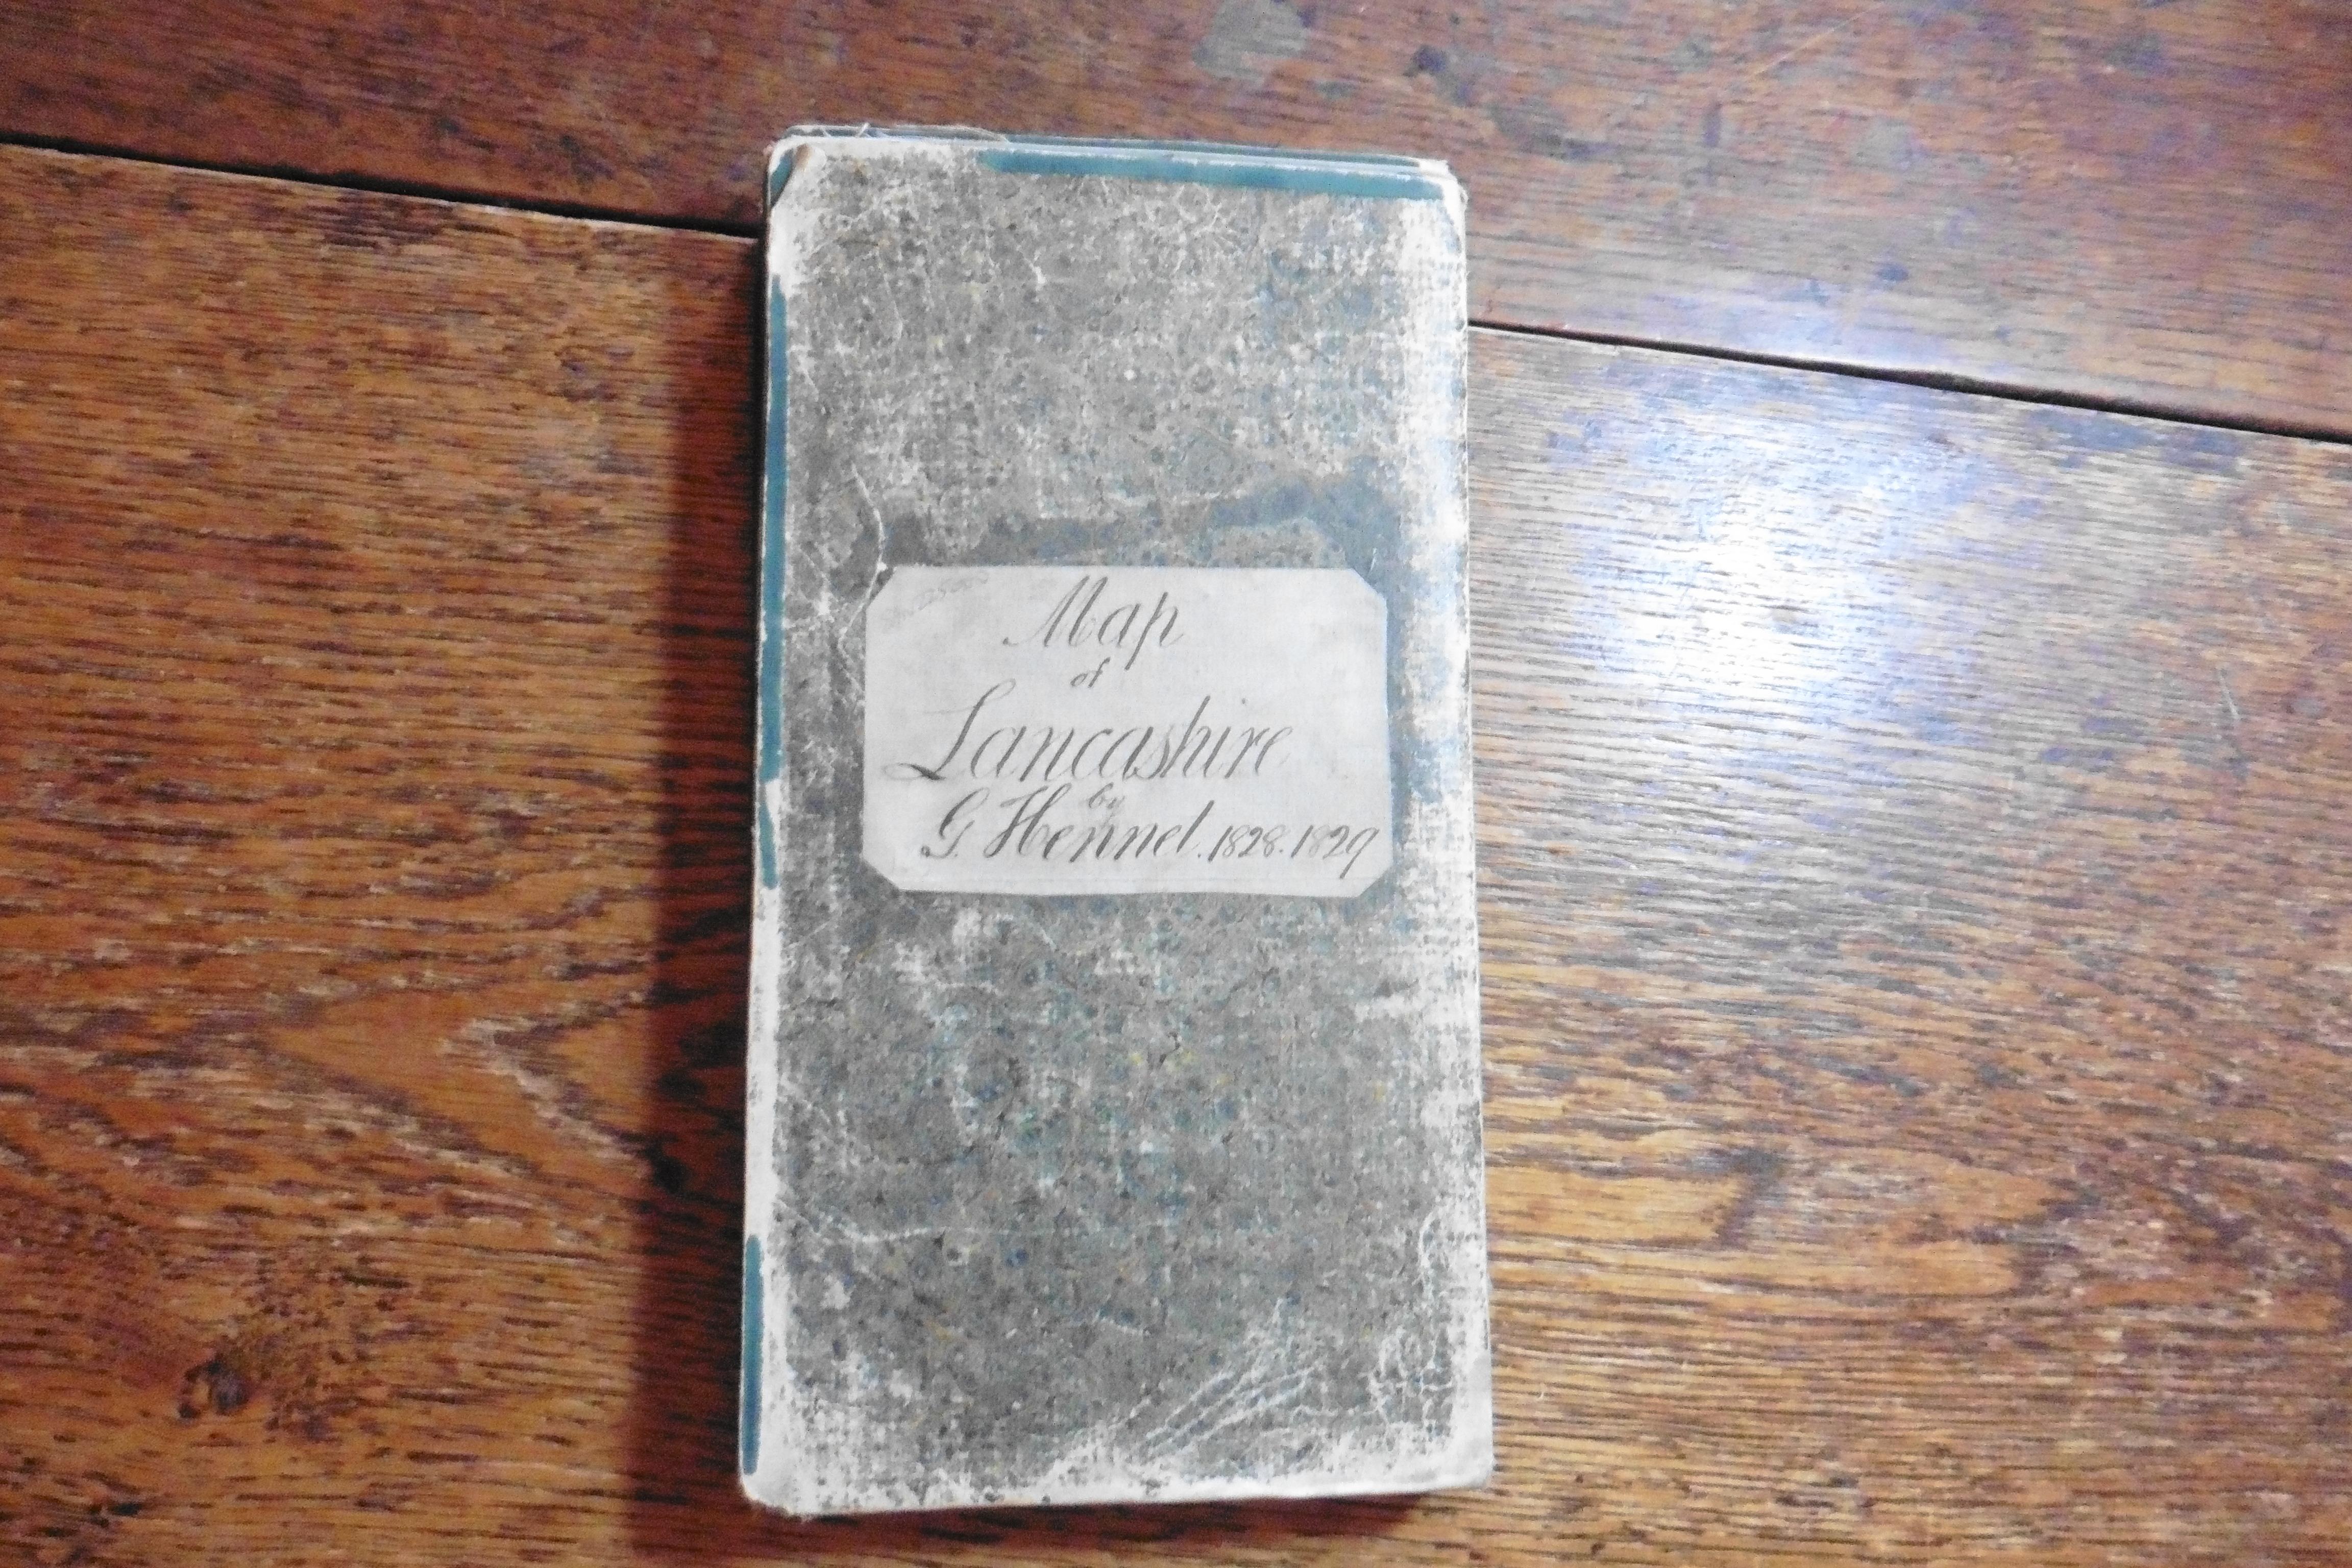 Map
of
Lancashire
by
G. Hennet. 1828. 1829